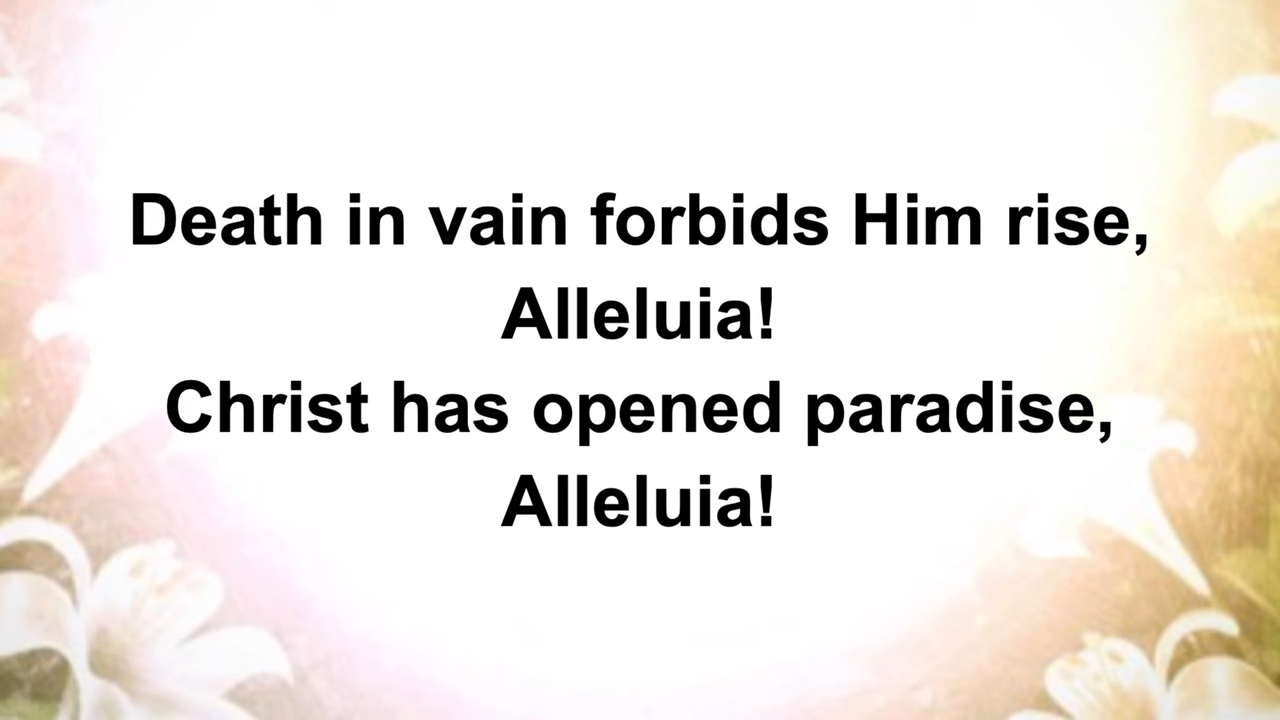 Death in vain forbids Him rise,
Alleluia!
Christ has opened paradise,
Alleluia!